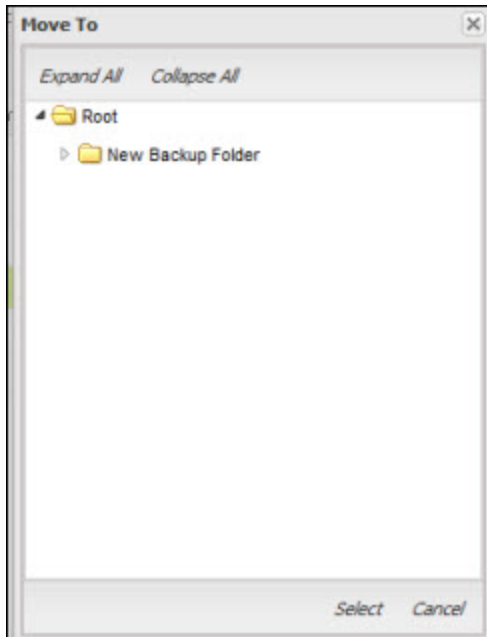 Move To
Expand All Collapse All
Root
New Backup Folder
Select Cancel